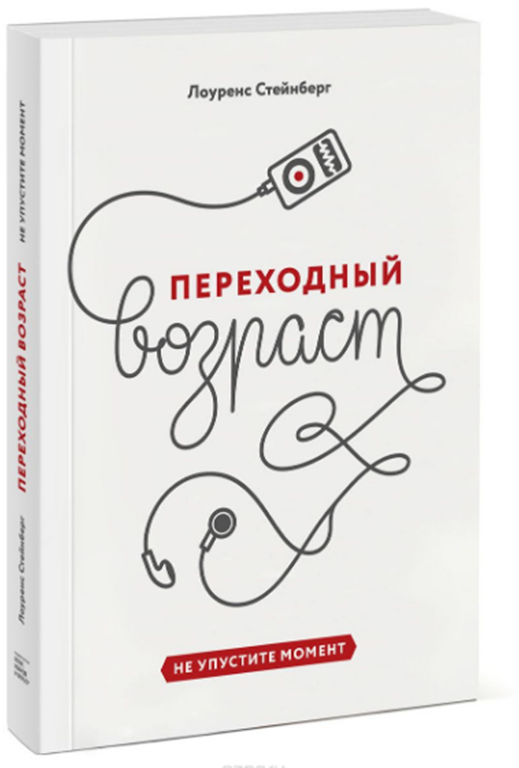 Лоуренс Стейнберг
ПЕРЕХОДНЫЙ
возраст
НЕ УПУСТИТЕ МОМЕНТ
Лоуренс Стейнберг
ПЕРЕХОДНЫЙ ВОЗРАСТ
НЕ УПУСТИТЕ МОМЕНТ